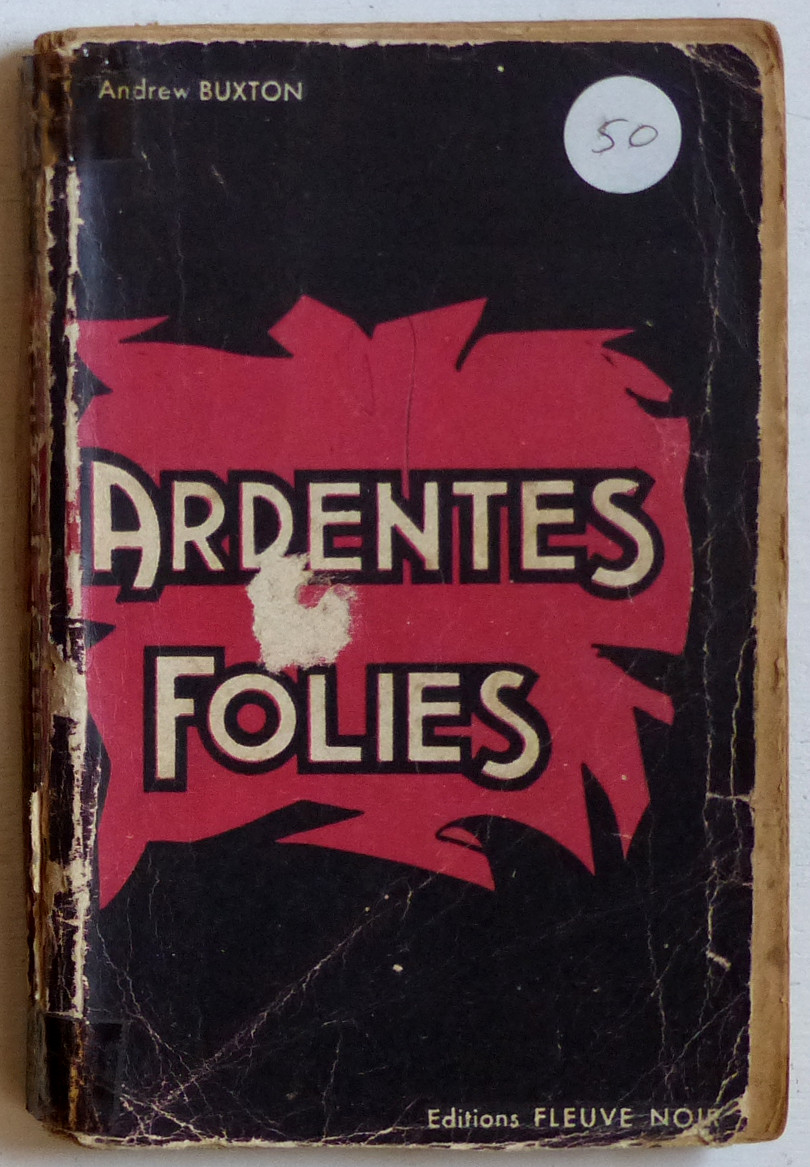 Andrew BUXTON
50
ARDENTES
FOLIES
Editions FLEUVE NOIR